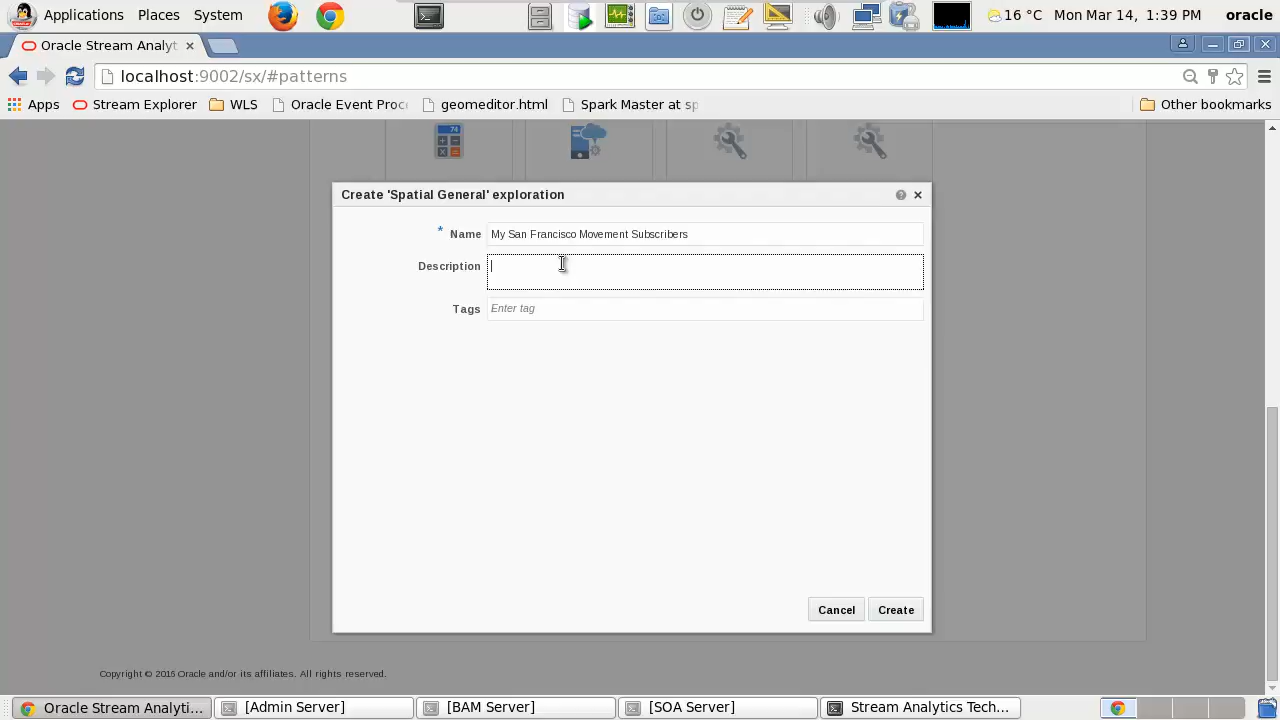 Applications Places System 16 °C Mon Mar 14, 1:39 PM oracle
Oracle Stream Analyt
localhost:9002/sx/#patterns
Apps Stream Explorer WLS Oracle Event Proc geomeditor.html Spark Master at sp Other bookmarks
74
Create 'Spatial General' exploration
* Name My San Francisco Movement Subscribers
Description
Tags Enter tag
Cancel Create
Copyright © 2015 Oracle and/or its affiliates. All rights reserved.
Oracle Stream Analyti... [Admin Server] [BAM Server] [SOA Server] Stream Analytics Tech...